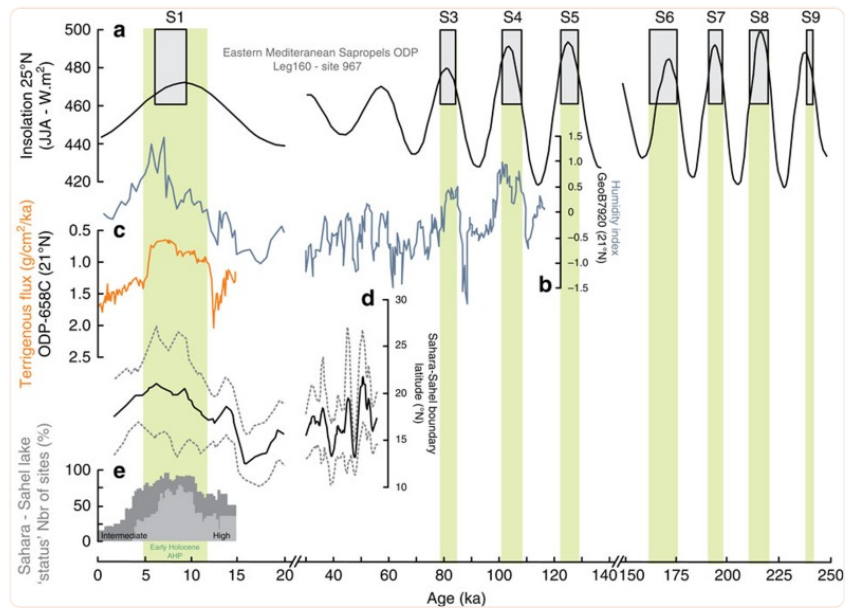 S1 S3 S4 S5 S6 S7 S8 S9
a
Eastern Mediterranean Sapropels ODP
Leg160 - site 967
Insolation 25°N
(JJA - W.m²)
500
480
460
440
420
1.5
1.0
0.5
0
−0.5
−1.0
−1.5
GeoB7920 (21°N)
Humidity index
b
c
Terrigenous flux (g/cm²/ka)
ODP-658C (21°N)
0.5
1.0
1.5
2.0
2.5
d
30
25
20
15
10
Sahara-Sahel boundary
latitude (°N)
e
Sahara - Sahel lake
'status' Nbr of sites (%)
100
50
0
Intermediate
High
Early Holocene
AHP
0 5 10 15 20 40 60 80 100 120 140 150 175 200 225 250
Age (ka)